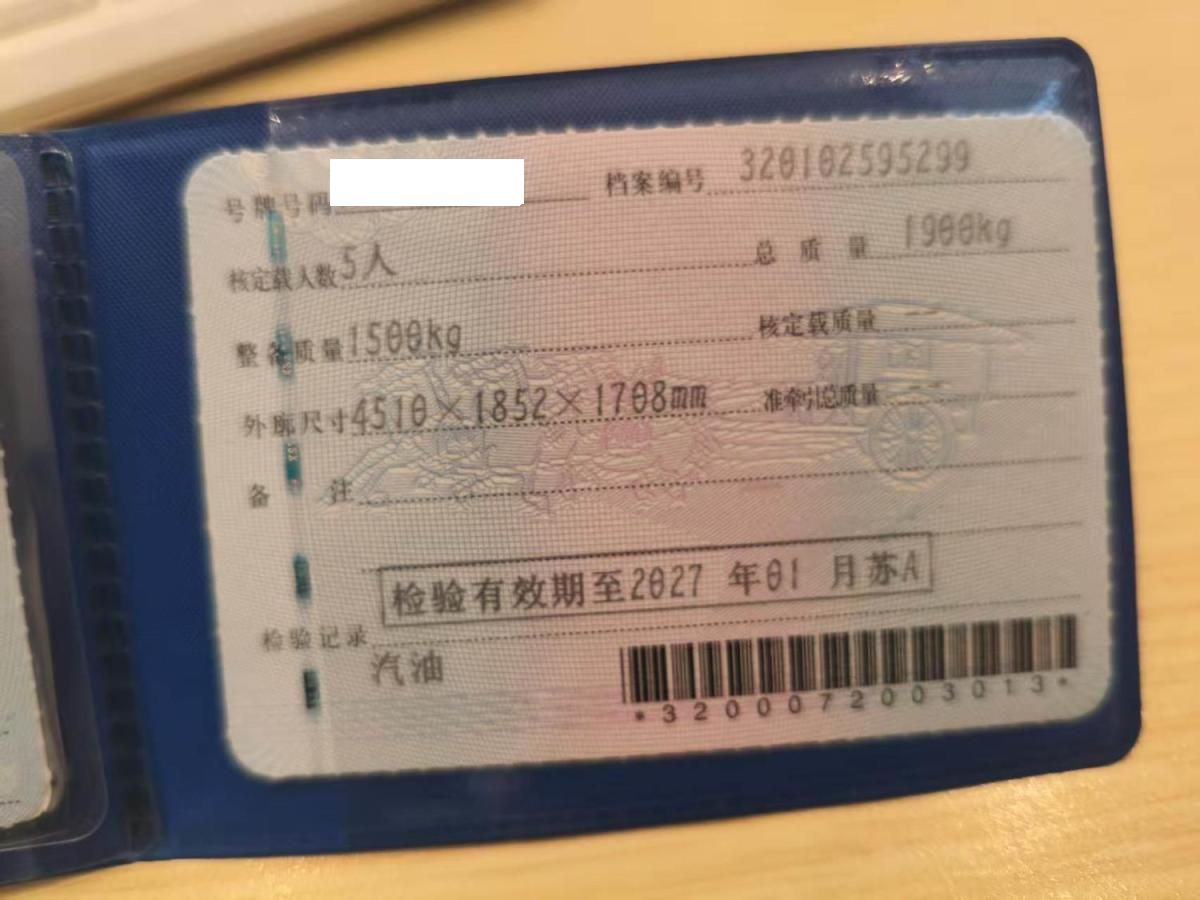 号牌号码 档案编号 320102595299
核定载人数 5人 总质量 1900kg
整备质量 1500kg 核定载质量 --
外廓尺寸 4510×1852×1708mm 准牵引总质量 --
备注
检验有效期至2027 年01 月苏A
检验记录
汽油
*3200072003013*